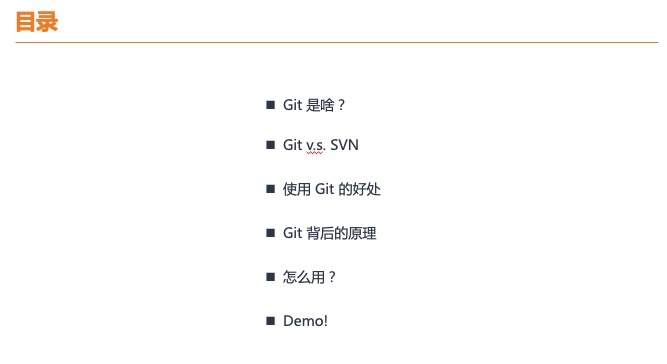 目录
■ Git 是啥？
■ Git v.s. SVN
■ 使用 Git 的好处
■ Git 背后的原理
■ 怎么用？
■ Demo!